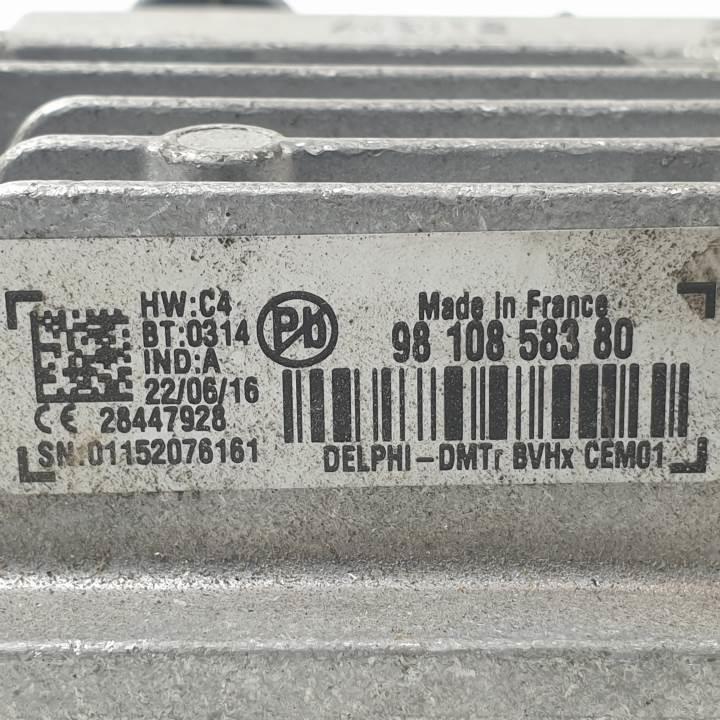 HW:C4
BT:0314
IND:A
22/06/16
CE 28447928
SN:01152076161
Pb
Made In France
98 108 583 80
DELPHI-DMTr BVHx CEM01